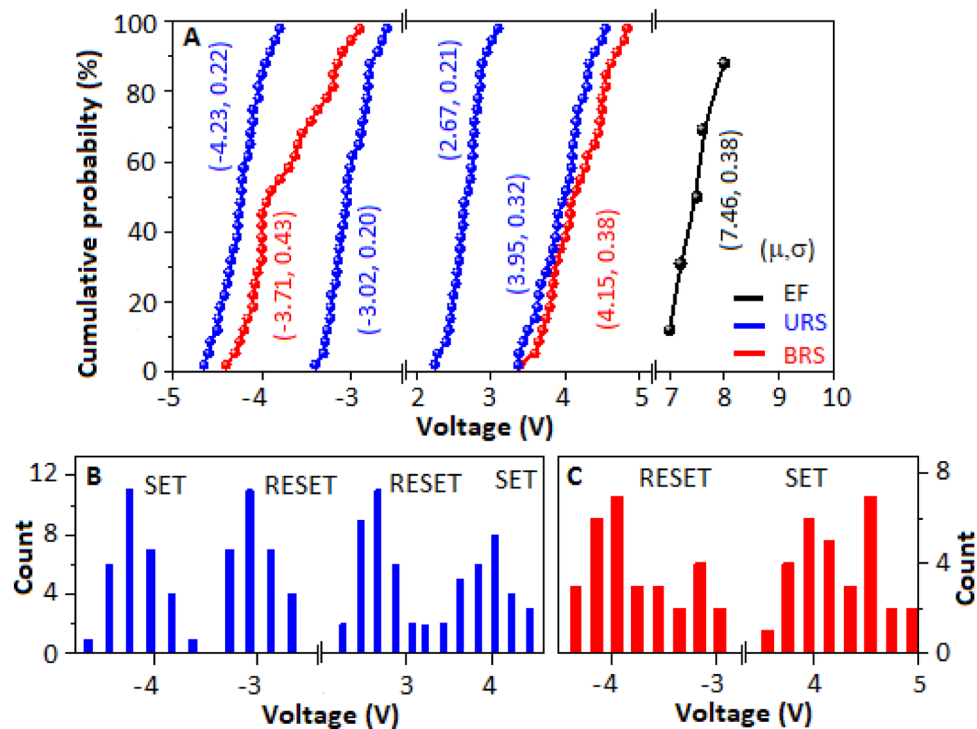 A
Cumulative probabilty (%)
100
80
60
40
20
0
(-4.23, 0.22)
(-3.71, 0.43)
(-3.02, 0.20)
(2.67, 0.21)
(3.95, 0.32)
(4.15, 0.38)
(7.46, 0.38)
(μ,σ)
EF
URS
BRS
-5 -4 -3 2 3 4 5 7 8 9 10
Voltage (V)
B
SET RESET RESET SET
Count
12
8
4
0
-4 -3 3 4
Voltage (V)
C
RESET SET
8
4
0
Count
-4 -3 4 5
Voltage (V)